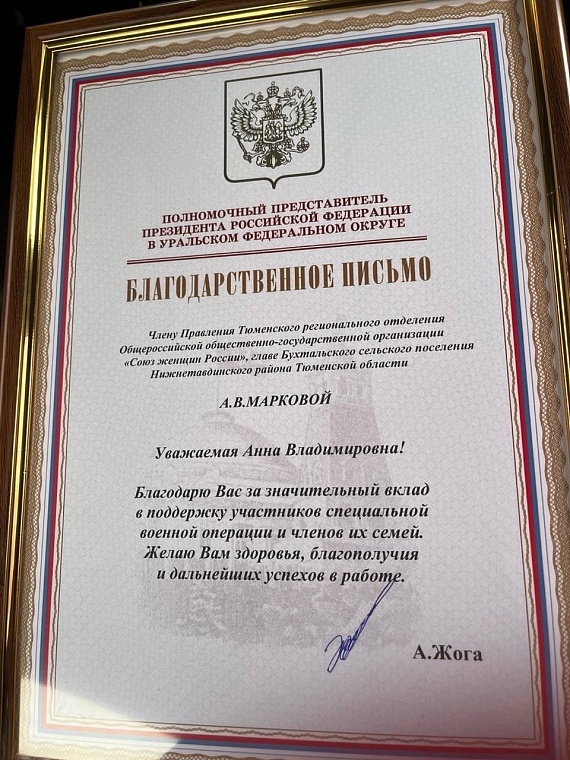 ПОЛНОМОЧНЫЙ ПРЕДСТАВИТЕЛЬ
ПРЕЗИДЕНТА РОССИЙСКОЙ ФЕДЕРАЦИИ
В УРАЛЬСКОМ ФЕДЕРАЛЬНОМ ОКРУГЕ
БЛАГОДАРСТВЕННОЕ ПИСЬМО
Члену Правления Тюменского регионального отделения
Общероссийской общественно-государственной организации
«Союз женщин России», главе Бухтальского сельского поселения
Нижнетавдинского района Тюменской области
А.В.МАРКОВОЙ
Уважаемая Анна Владимировна!
Благодарю Вас за значительный вклад
в поддержку участников специальной
военной операции и членов их семей.
Желаю Вам здоровья, благополучия
и дальнейших успехов в работе.
А.Жога